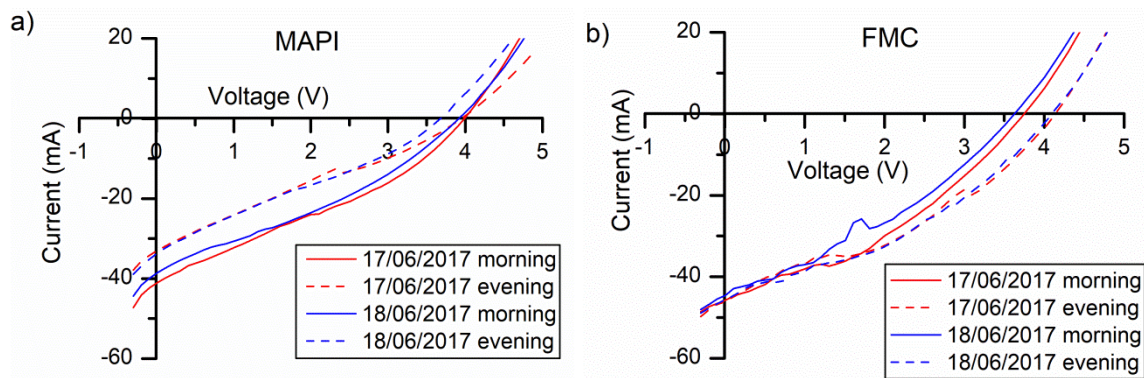 a)
MAPI
20
0
-20
-40
-60
Current (mA)
Voltage (V)
-1 0 1 2 3 4 5
17/06/2017 morning
17/06/2017 evening
18/06/2017 morning
18/06/2017 evening
b)
FMC
20
0
-20
-40
-60
Current (mA)
-1 0 1 2 3 4 5
Voltage (V)
17/06/2017 morning
17/06/2017 evening
18/06/2017 morning
18/06/2017 evening